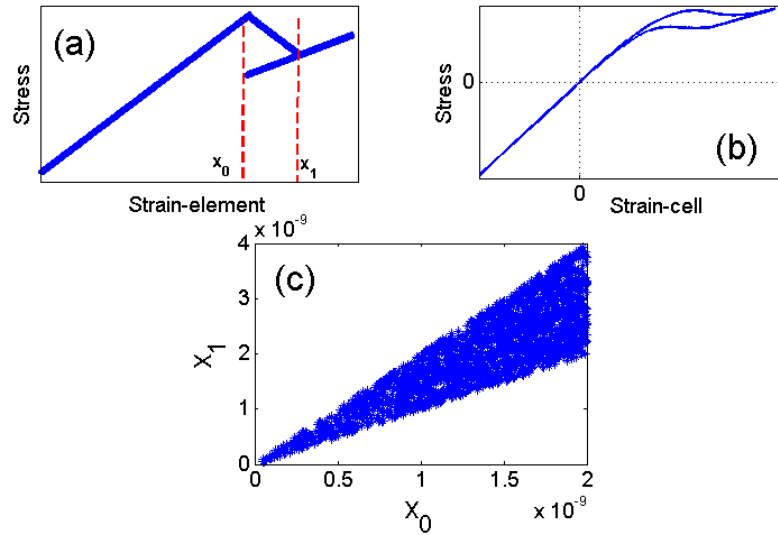 (a)
Stress
x0
x1
Strain-element
Stress
0
(b)
0
Strain-cell
x 10^-9
4
(c)
3
X1
2
1
0
0
0.5
1
1.5
2
X0
x 10^-9